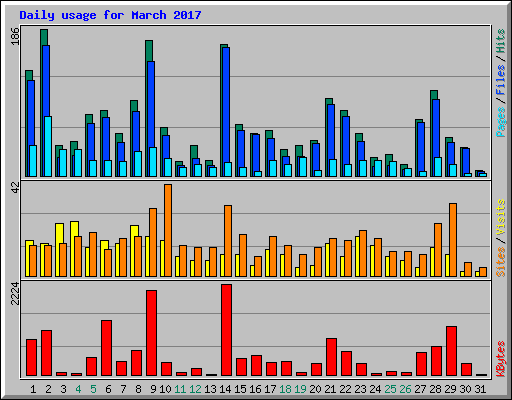 Daily usage for March 2017
186
Pages / Files / Hits
42
Sites / Visits
2224
KBytes
1 2 3 4 5 6 7 8 9 10 11 12 13 14 15 16 17 18 19 20 21 22 23 24 25 26 27 28 29 30 31